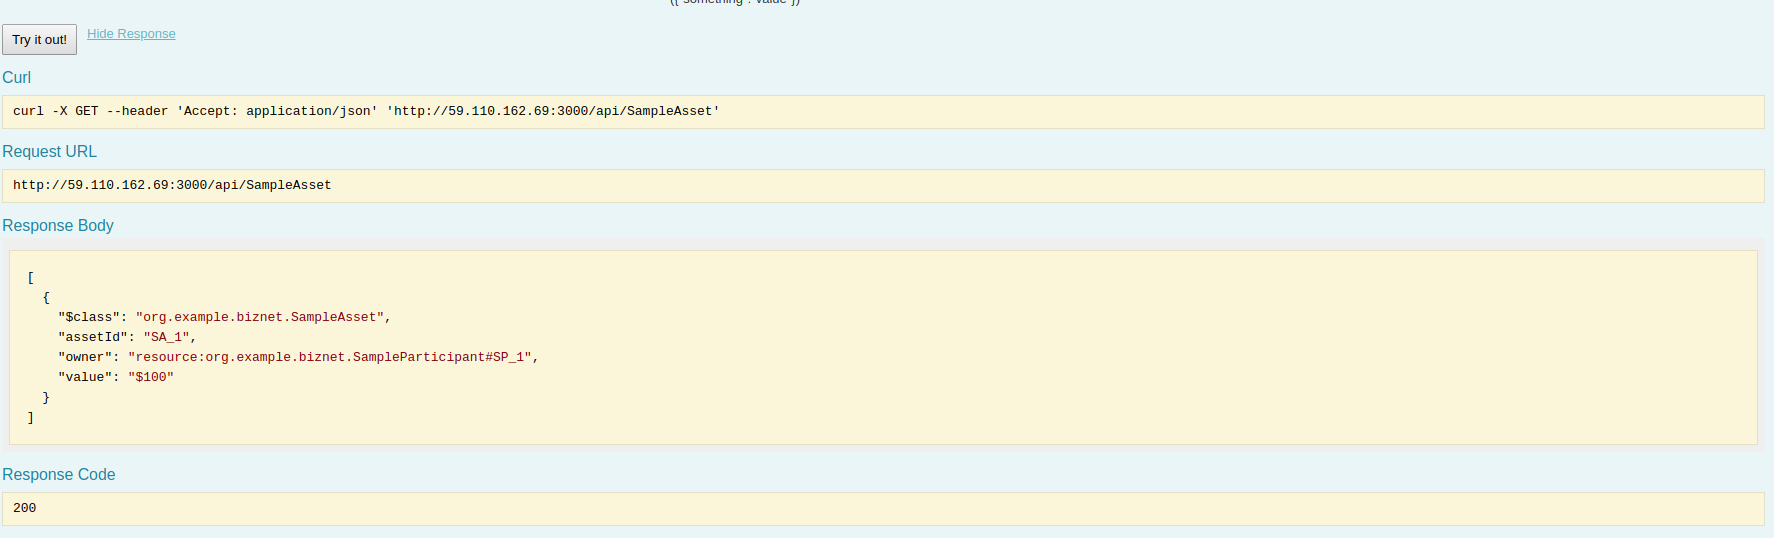 ({"something":"value"})
Try it out!
Hide Response
Curl
curl -X GET --header 'Accept: application/json' 'http://59.110.162.69:3000/api/SampleAsset'
Request URL
http://59.110.162.69:3000/api/SampleAsset
Response Body
[
  {
    "$class": "org.example.biznet.SampleAsset",
    "assetId": "SA_1",
    "owner": "resource:org.example.biznet.SampleParticipant#SP_1",
    "value": "$100"
  }
]
Response Code
200